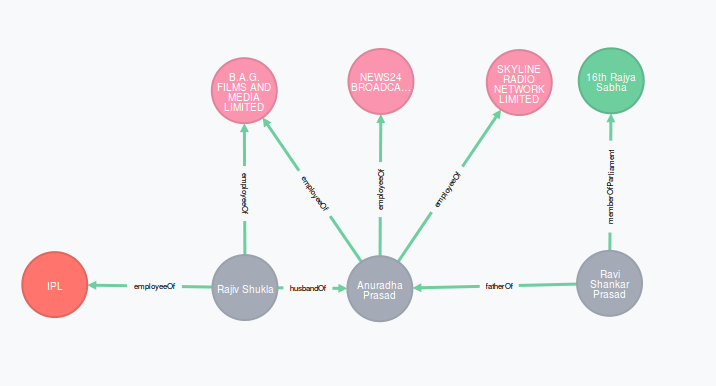 B.A.G.
FILMS AND
MEDIA
LIMITED
NEWS24
BROADCA...
SKYLINE
RADIO
NETWORK
LIMITED
16th Rajya
Sabha
employeeOf
employeeOf
employeeOf
employeeOf
memberOfParliament
IPL
employeeOf
Rajiv Shukla
husbandOf
Anuradha
Prasad
fatherOf
Ravi
Shankar
Prasad